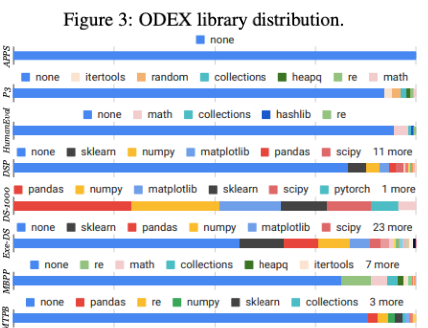 Figure 3: ODEX library distribution.
none
APPS
none itertools random collections heapq re math
P3
none math collections hashlib re
HumanEval
none sklearn numpy matplotlib pandas scipy 11 more
DSP
pandas numpy matplotlib sklearn scipy pytorch 1 more
DS-1000
none sklearn pandas numpy matplotlib scipy 23 more
Exe-DS
none re math collections heapq itertools 7 more
MBPP
none pandas re numpy sklearn collections 3 more
MTPB